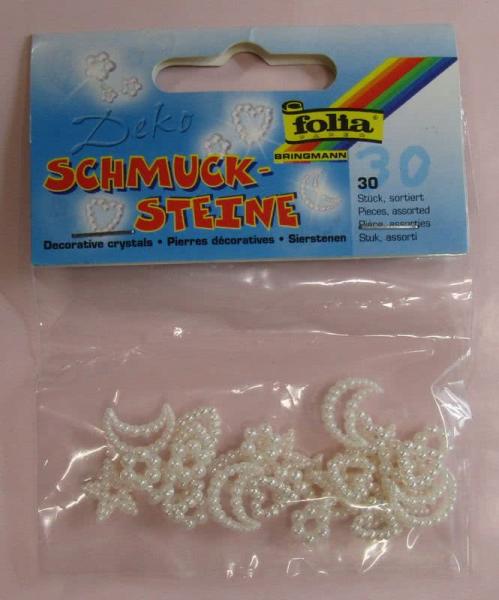 Deko
SCHMUCK-
STEINE
Decorative crystals • Pierres décoratives • Sierstenen
folia
PAPER
BRINGMANN
30
30
Stück, sortiert
Pieces, assorted
Pièce, assorties
Stuk, assorti